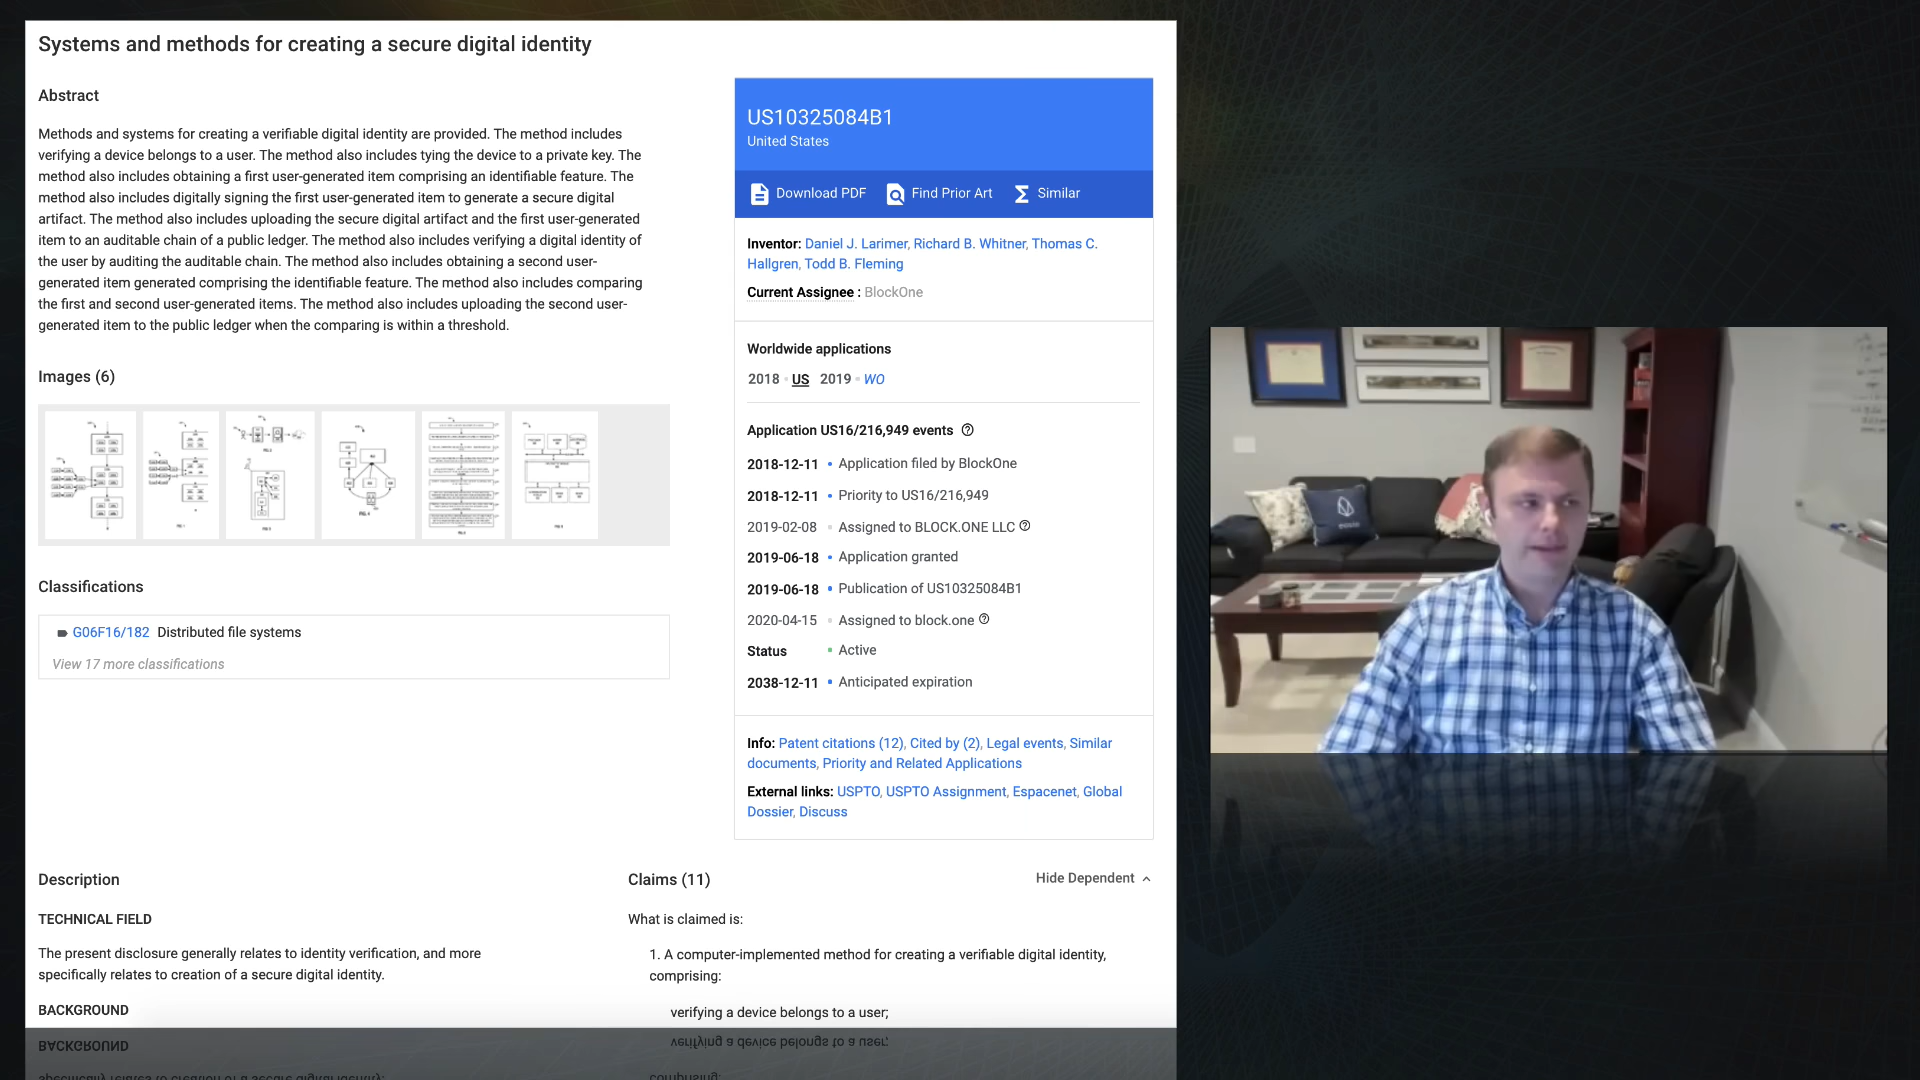 Systems and methods for creating a secure digital identity
Abstract
Methods and systems for creating a verifiable digital identity are provided. The method includes
verifying a device belongs to a user. The method also includes tying the device to a private key. The
method also includes obtaining a first user-generated item comprising an identifiable feature. The
method also includes digitally signing the first user-generated item to generate a secure digital
artifact. The method also includes uploading the secure digital artifact and the first user-generated
item to an auditable chain of a public ledger. The method also includes verifying a digital identity of
the user by auditing the auditable chain. The method also includes obtaining a second user-
generated item generated comprising the identifiable feature. The method also includes comparing
the first and second user-generated items. The method also includes uploading the second user-
generated item to the public ledger when the comparing is within a threshold.
Images (6)
Classifications
G06F16/182 Distributed file systems
View 17 more classifications
US10325084B1
United States
Download PDF Find Prior Art Similar
Inventor: Daniel J. Larimer, Richard B. Whitner, Thomas C.
Hallgren, Todd B. Fleming
Current Assignee : BlockOne
Worldwide applications
2018 US 2019 WO
Application US16/216,949 events
2018-12-11 Application filed by BlockOne
2018-12-11 Priority to US16/216,949
2019-02-08 Assigned to BLOCK.ONE LLC
2019-06-18 Application granted
2019-06-18 Publication of US10325084B1
2020-04-15 Assigned to block.one
Status Active
2038-12-11 Anticipated expiration
Info: Patent citations (12), Cited by (2), Legal events, Similar
documents, Priority and Related Applications
External links: USPTO, USPTO Assignment, Espacenet, Global
Dossier, Discuss
Description
TECHNICAL FIELD
The present disclosure generally relates to identity verification, and more
specifically relates to creation of a secure digital identity.
BACKGROUND
Claims (11)
Hide Dependent
What is claimed is:
1. A computer-implemented method for creating a verifiable digital identity,
comprising:
verifying a device belongs to a user;